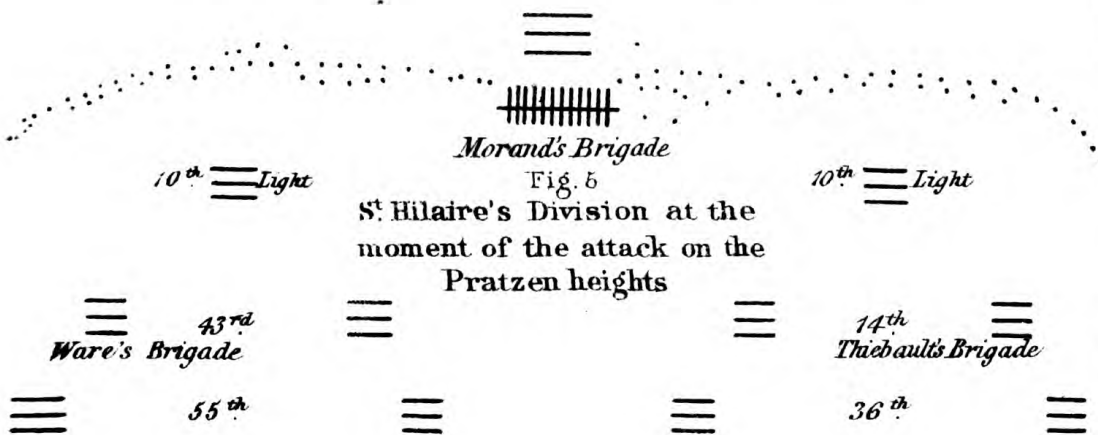 Morand's Brigade
10th Light
10th Light
Fig. 5
St Hilaire's Division at the
moment of the attack on the
Pratzen heights
43rd
14th
Ware's Brigade
Thiebault's Brigade
55th
36th